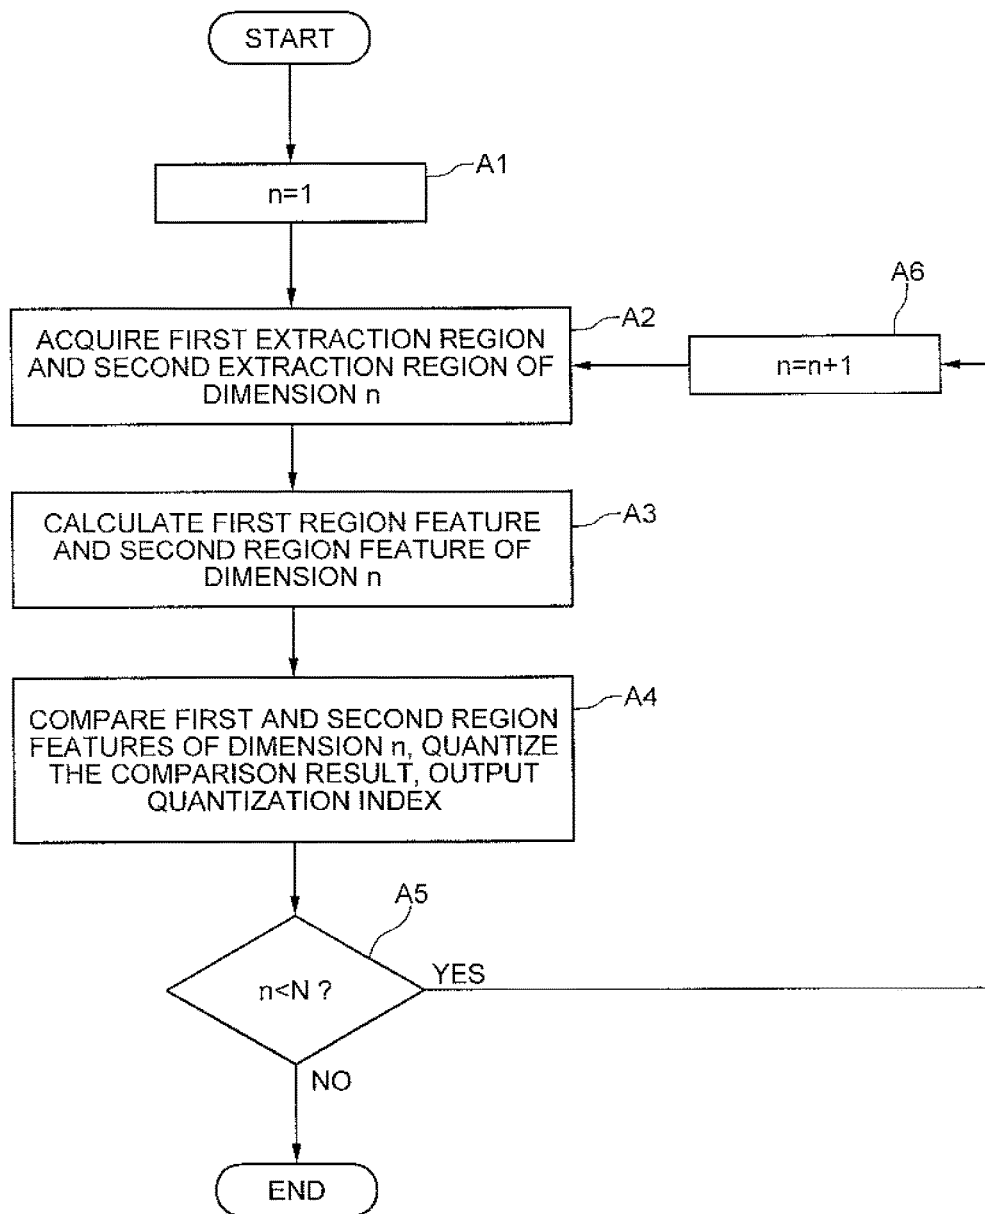 START
A1
n=1
A6
A2
ACQUIRE FIRST EXTRACTION REGION
AND SECOND EXTRACTION REGION OF
DIMENSION n
n=n+1
A3
CALCULATE FIRST REGION FEATURE
AND SECOND REGION FEATURE OF
DIMENSION n
A4
COMPARE FIRST AND SECOND REGION
FEATURES OF DIMENSION n, QUANTIZE
THE COMPARISON RESULT, OUTPUT
QUANTIZATION INDEX
A5
n<N ?
YES
NO
END